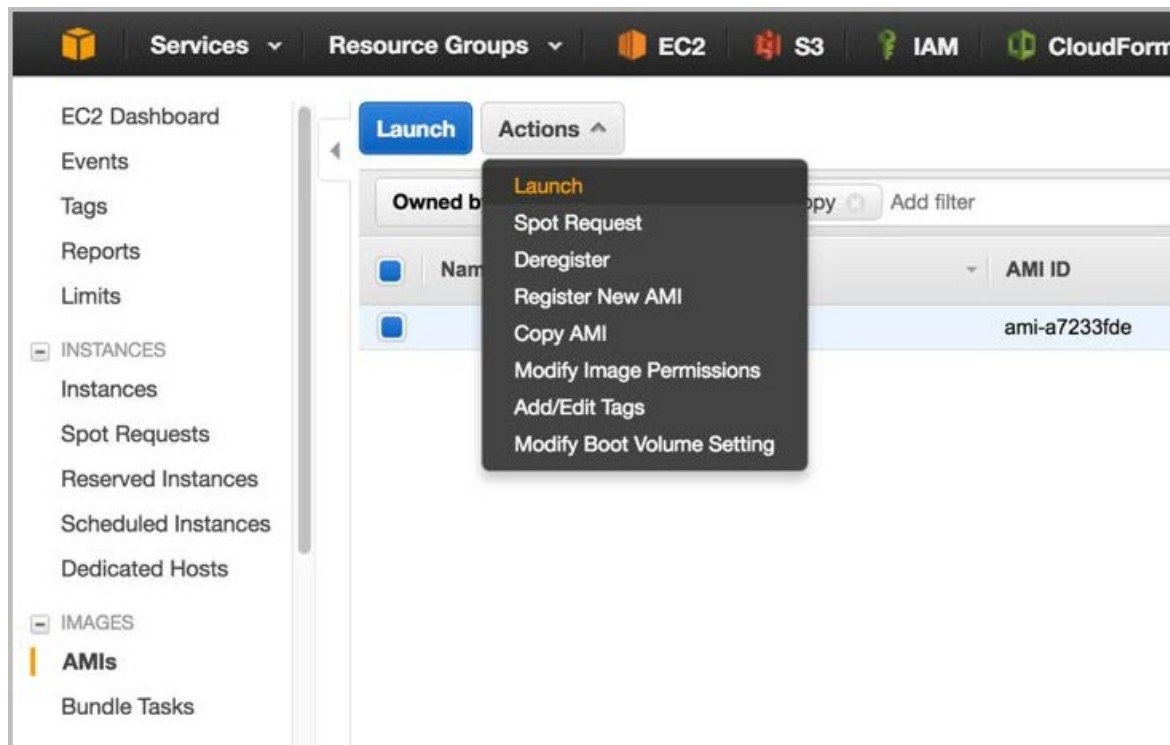 Services Resource Groups EC2 S3 IAM CloudForm
EC2 Dashboard
Events
Tags
Reports
Limits
INSTANCES
Instances
Spot Requests
Reserved Instances
Scheduled Instances
Dedicated Hosts
IMAGES
AMIs
Bundle Tasks
Launch Actions
Launch
Spot Request
Deregister
Register New AMI
Copy AMI
Modify Image Permissions
Add/Edit Tags
Modify Boot Volume Setting
Owned b opy Add filter
Nam AMI ID
ami-a7233fde